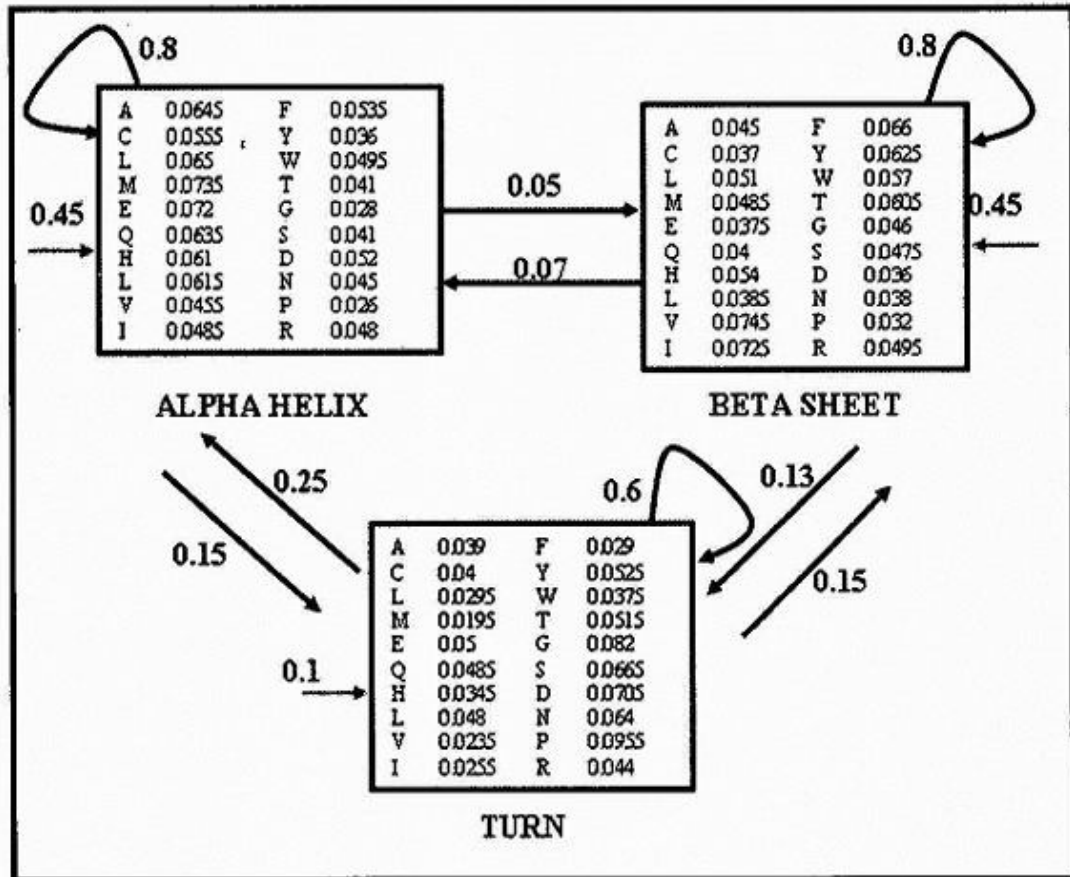 0.8
0.8
A 0.0645 F 0.0535
C 0.0555 Y 0.036
L 0.065 W 0.0495
M 0.0735 T 0.041
E 0.072 G 0.028
Q 0.0635 S 0.041
H 0.061 D 0.052
L 0.0615 N 0.045
V 0.0455 P 0.026
I 0.0485 R 0.048
0.45
ALPHA HELIX
0.05
0.07
A 0.045 F 0.066
C 0.037 Y 0.0625
L 0.051 W 0.057
M 0.0485 T 0.0605
E 0.0375 G 0.046
Q 0.04 S 0.0475
H 0.054 D 0.036
L 0.0385 N 0.038
V 0.0745 P 0.032
I 0.0725 R 0.0495
0.45
BETA SHEET
0.25
0.15
0.6
0.13
0.15
0.1
A 0.039 F 0.029
C 0.04 Y 0.0525
L 0.0295 W 0.0375
M 0.0195 T 0.0515
E 0.05 G 0.082
Q 0.0485 S 0.0665
H 0.0345 D 0.0705
L 0.048 N 0.064
V 0.0235 P 0.0955
I 0.0255 R 0.044
TURN